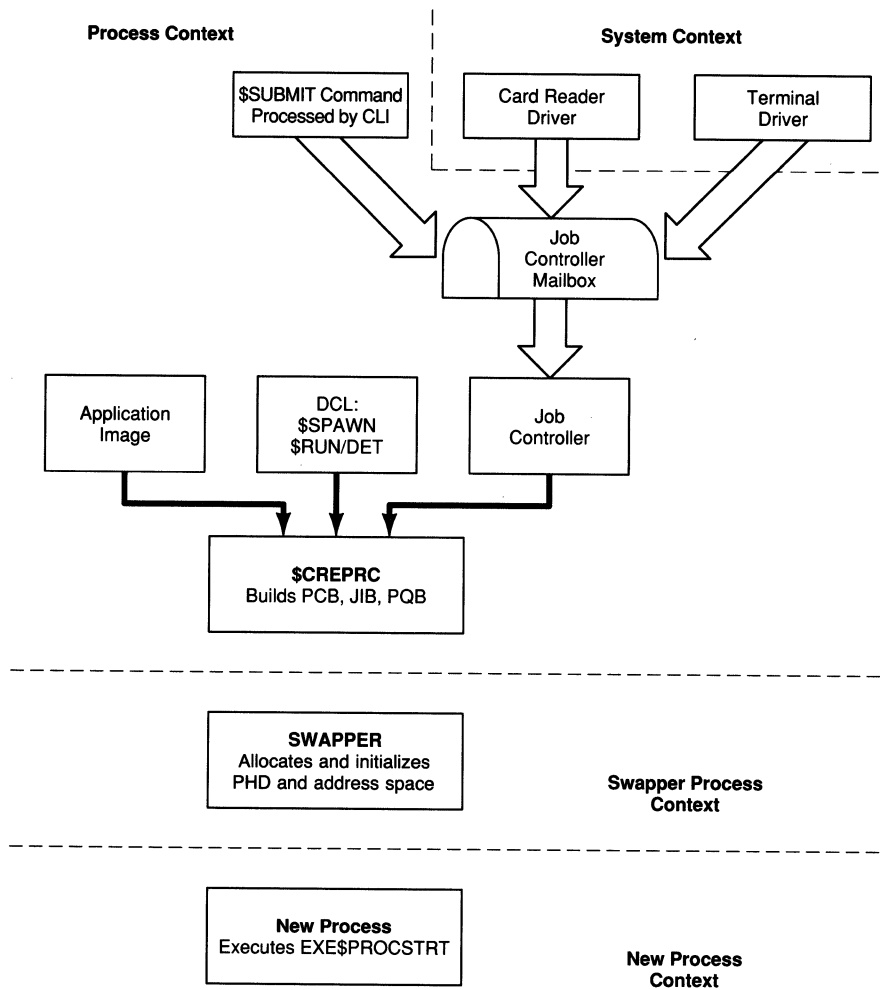 Process Context
System Context
$SUBMIT Command
Processed by CLI
Card Reader
Driver
Terminal
Driver
Job
Controller
Mailbox
Application
Image
DCL:
$SPAWN
$RUN/DET
Job
Controller
$CREPRC
Builds PCB, JIB, PQB
SWAPPER
Allocates and initializes
PHD and address space
Swapper Process
Context
New Process
Executes EXE$PROCSTRT
New Process
Context